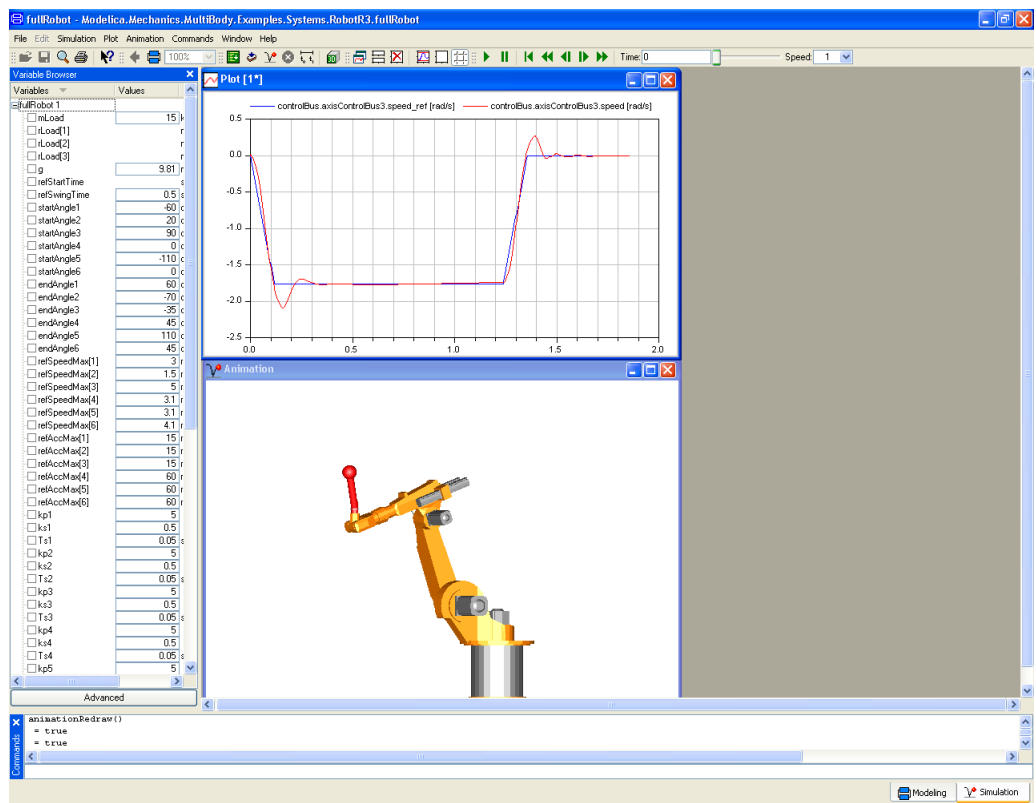 fullRobot - Modelica.Mechanics.MultiBody.Examples.Systems.RobotR3.fullRobot
File Edit Simulation Plot Animation Commands Window Help
100% Time: 0 Speed: 1
Variable Browser
Variables Values
fullRobot 1
mLoad 15
rLoad[1]
rLoad[2]
rLoad[3]
g 9.81
refStartTime s
refSwingTime 0.5 s
startAngle1 -60
startAngle2 20
startAngle3 90
startAngle4 0
startAngle5 -110
startAngle6 0
endAngle1 60
endAngle2 -70
endAngle3 -35
endAngle4 45
endAngle5 110
endAngle6 45
refSpeedMax[1] 3
refSpeedMax[2] 1.5
refSpeedMax[3] 5
refSpeedMax[4] 3.1
refSpeedMax[5] 3.1
refSpeedMax[6] 4.1
refAccMax[1] 15
refAccMax[2] 15
refAccMax[3] 15
refAccMax[4] 60
refAccMax[5] 60
refAccMax[6] 60
kp1 5
ks1 0.5
Ts1 0.05 s
kp2 5
ks2 0.5
Ts2 0.05 s
kp3 5
ks3 0.5
Ts3 0.05 s
kp4 5
ks4 0.5
Ts4 0.05 s
kp5 5
Advanced
Plot [1*]
controlBus.axisControlBus3.speed_ref [rad/s] controlBus.axisControlBus3.speed [rad/s]
0.5
0.0
-0.5
-1.0
-1.5
-2.0
-2.5
0.0 0.5 1.0 1.5 2.0
Animation
Commands
animationRedraw()
= true
= true
Modeling Simulation